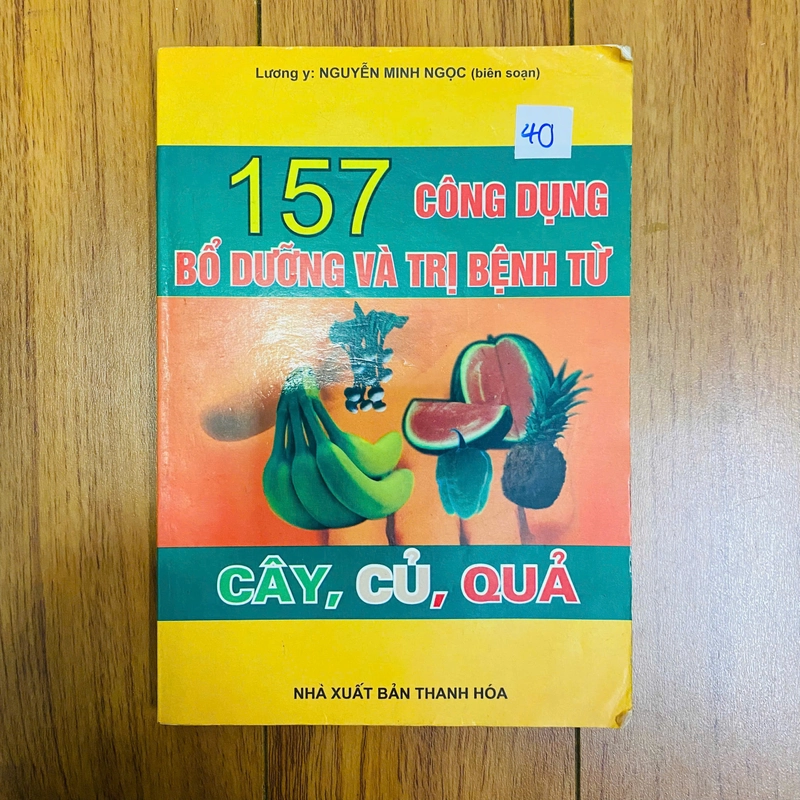 Lương y: NGUYỄN MINH NGỌC (biên soạn)
40
157 CÔNG DỤNG
BỔ DƯỠNG VÀ TRỊ BỆNH TỪ
CÂY, CỦ, QUẢ
NHÀ XUẤT BẢN THANH HÓA